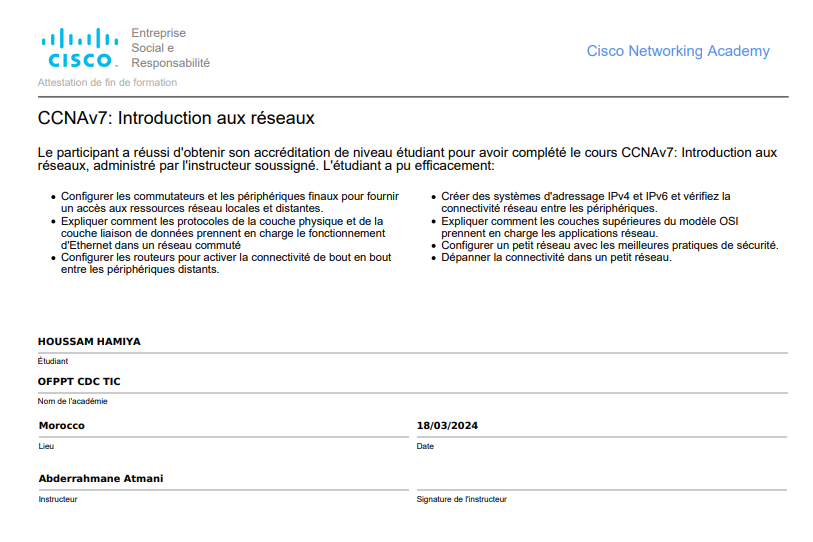 CISCO
Entreprise
Social e
Responsabilité
Cisco Networking Academy
Attestation de fin de formation
CCNAv7: Introduction aux réseaux
Le participant a réussi d'obtenir son accréditation de niveau étudiant pour avoir complété le cours CCNAv7: Introduction aux
réseaux, administré par l'instructeur soussigné. L'étudiant a pu efficacement:
• Configurer les commutateurs et les périphériques finaux pour fournir
un accès aux ressources réseau locales et distantes.
• Expliquer comment les protocoles de la couche physique et de la
couche liaison de données prennent en charge le fonctionnement
d'Ethernet dans un réseau commuté
• Configurer les routeurs pour activer la connectivité de bout en bout
entre les périphériques distants.
• Créer des systèmes d'adressage IPv4 et IPv6 et vérifiez la
connectivité réseau entre les périphériques.
• Expliquer comment les couches supérieures du modèle OSI
prennent en charge les applications réseau.
• Configurer un petit réseau avec les meilleures pratiques de sécurité.
• Dépanner la connectivité dans un petit réseau.
HOUSSAM HAMIYA
Étudiant
OFPPT CDC TIC
Nom de l'académie
Morocco
Lieu
18/03/2024
Date
Abderrahmane Atmani
Instructeur
Signature de l'instructeur